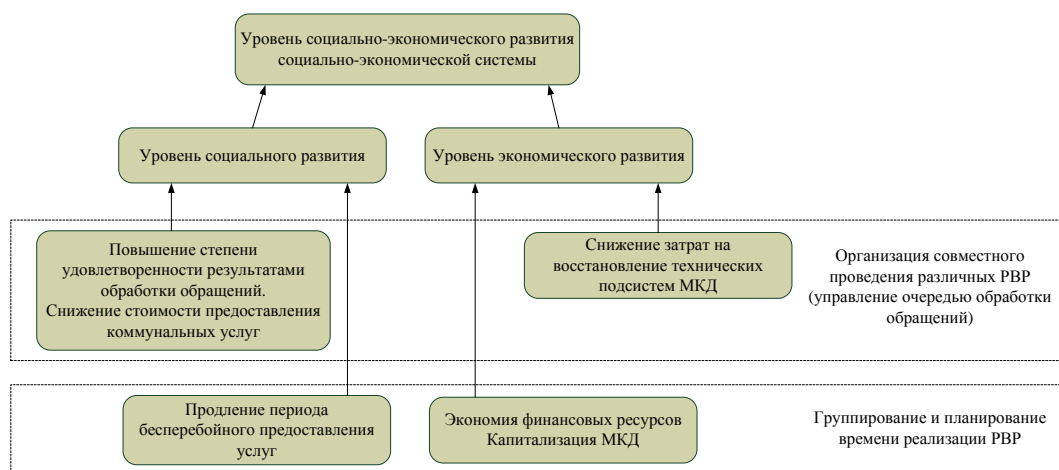 Уровень социально-экономического развития
социально-экономической системы
Уровень социального развития
Уровень экономического развития
Повышение степени
удовлетворенности результатами
обработки обращений.
Снижение стоимости предоставления
коммунальных услуг
Снижение затрат на
восстановление технических
подсистем МКД
Организация совместного
проведения различных РВР
(управление очередью обработки
обращений)
Продление периода
бесперебойного предоставления
услуг
Экономия финансовых ресурсов
Капитализация МКД
Группирование и планирование
времени реализации РВР